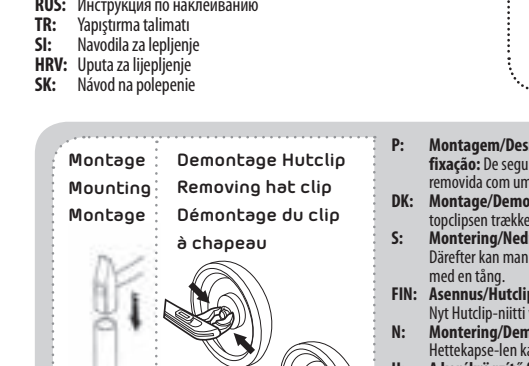 RUS: Инструкция по наклеиванию
TR: Yapıştırma talimatı
SI: Navodila za lepljenje
HRV: Uputa za lijepljenje
SK: Návod na polepenie
Montage
Mounting
Montage
Demontage Hutclip
Removing hat clip
Démontage du clip
à chapeau
P: Montagem/Des
fixação: De segu
removida com um
DK: Montage/Demo
topclipsen trække
S: Montering/Ned
Därefter kan man
med en tång.
FIN: Asennus/Hutclip
Nyt Hutclip-niitti
N: Montering/Dem
Hettekapse-len ka